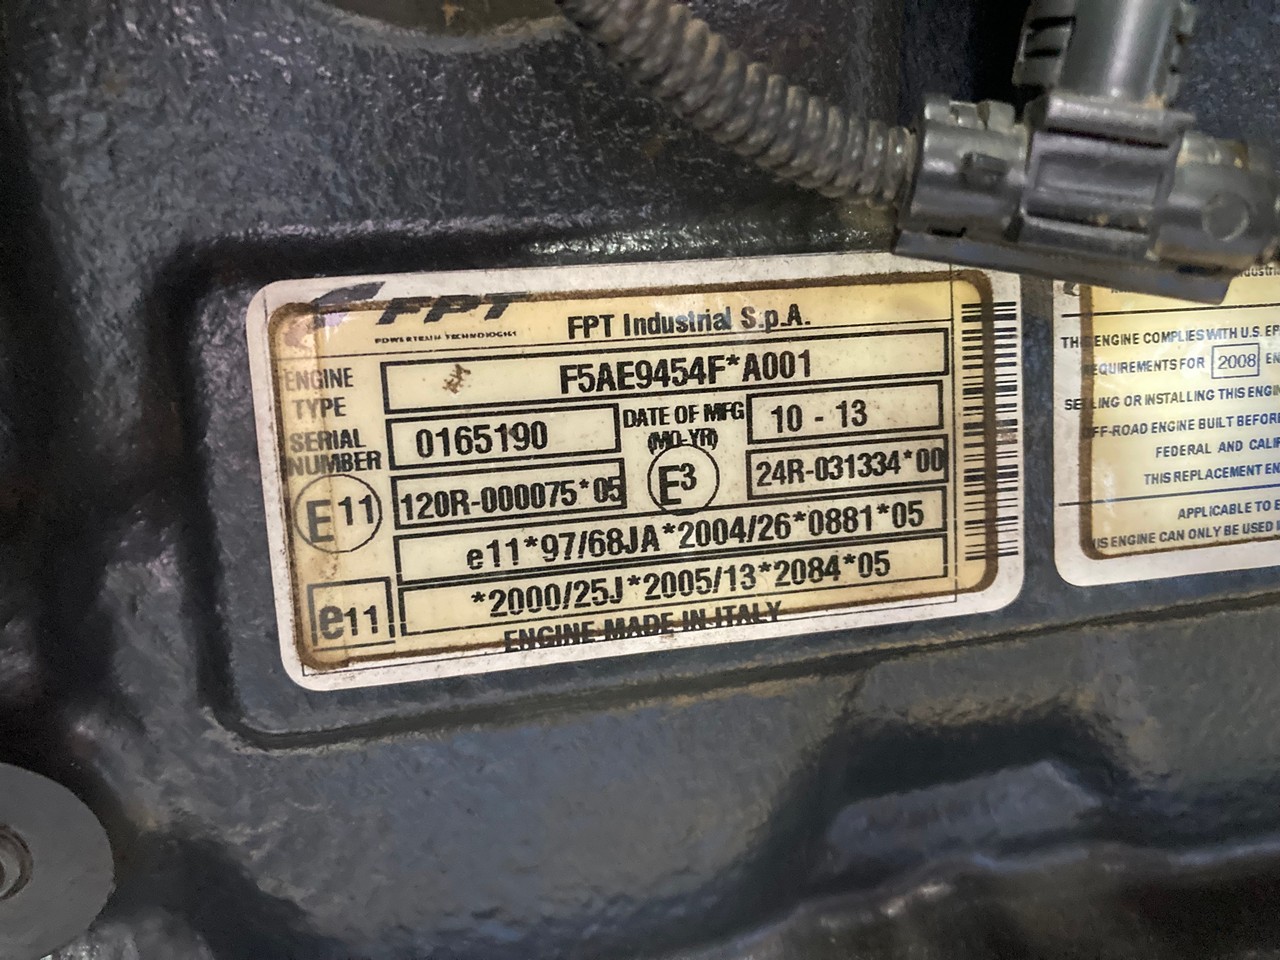 FPT
POWERTRAIN TECHNOLOGIES
FPT Industrial S.p.A.
ENGINE TYPE F5AE9454F*A001
SERIAL NUMBER 0165190 DATE OF MFG (MO-YR) 10 - 13
E11 120R-000075*05 E3 24R-031334*00
e11*97/68JA*2004/26*0881*05
e11 *2000/25J*2005/13*2084*05
ENGINE MADE IN ITALY
THIS ENGINE COMPLIES WITH U.S. EP
REQUIREMENTS FOR 2008 EN
SELLING OR INSTALLING THIS ENGI
OFF-ROAD ENGINE BUILT BEFORE
FEDERAL AND CALIF
THIS REPLACEMENT EN
APPLICABLE TO E
IS ENGINE CAN ONLY BE USED